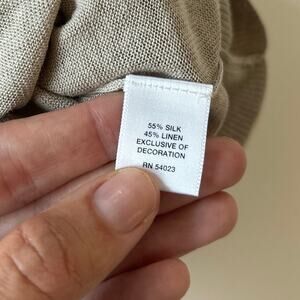 55% SILK
45% LINEN
EXCLUSIVE OF
DECORATION
RN 54023